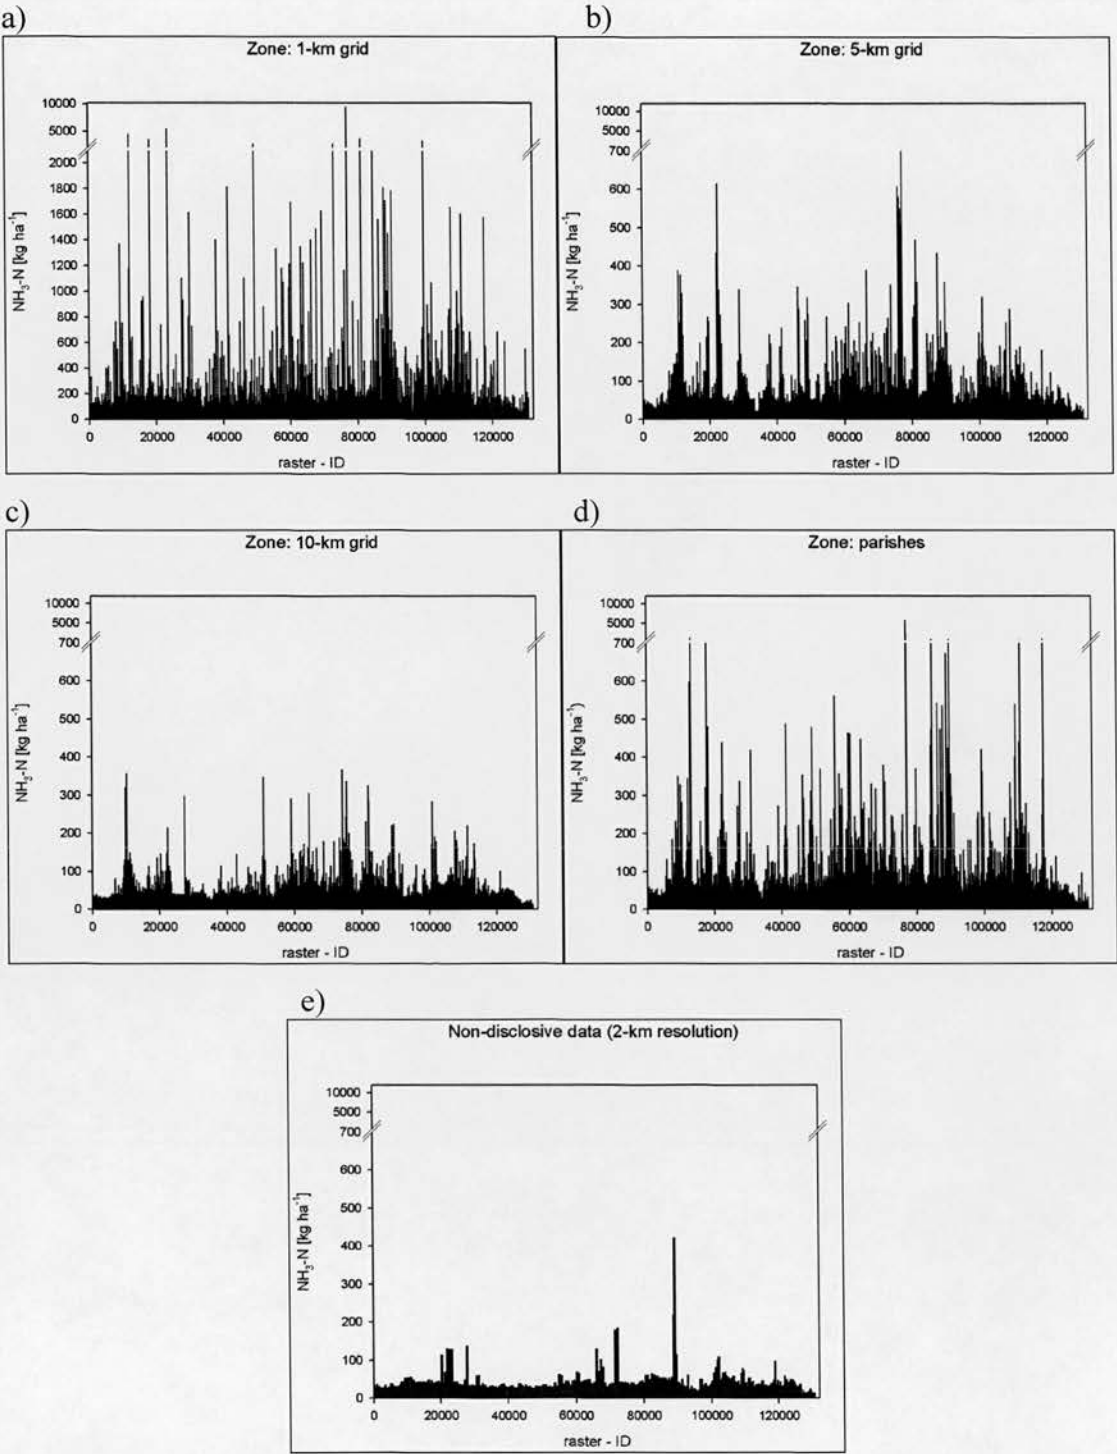 a)
Zone: 1-km grid
10000
5000
2000
1800
1600
1400
1200
1000
800
600
400
200
0
NH₃-N [kg ha⁻¹]
0 20000 40000 60000 80000 100000 120000
raster - ID
b)
Zone: 5-km grid
10000
5000
700
600
500
400
300
200
100
0
NH₃-N [kg ha⁻¹]
0 20000 40000 60000 80000 100000 120000
raster - ID
c)
Zone: 10-km grid
10000
5000
700
600
500
400
300
200
100
0
NH₃-N [kg ha⁻¹]
0 20000 40000 60000 80000 100000 120000
raster - ID
d)
Zone: parishes
10000
5000
700
600
500
400
300
200
100
0
NH₃-N [kg ha⁻¹)
0 20000 40000 60000 80000 100000 120000
raster - ID
e)
Non-disclosive data (2-km resolution)
10000
5000
700
600
500
400
300
200
100
0
NH₃-N [kg ha⁻¹]
0 20000 40000 60000 80000 100000 120000
raster - ID